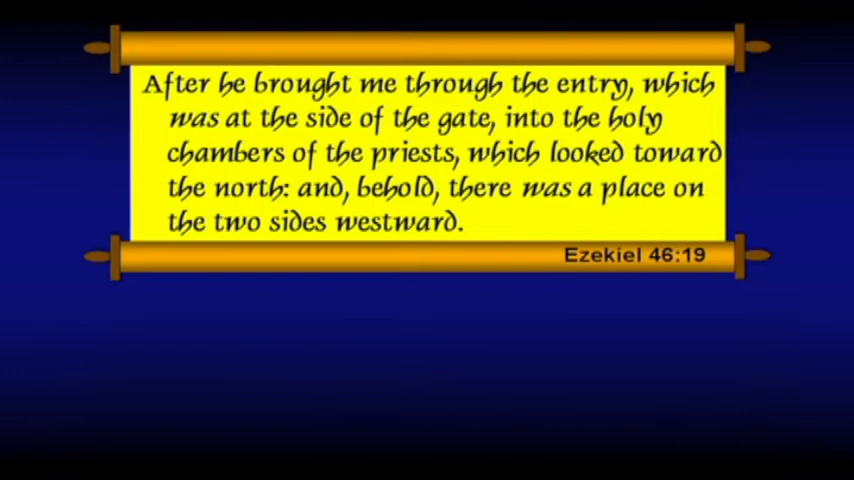 After he brought me through the entry, which
was at the side of the gate, into the holy
chambers of the priests, which looked toward
the north: and, behold, there was a place on
the two sides westward.
Ezekiel 46:19